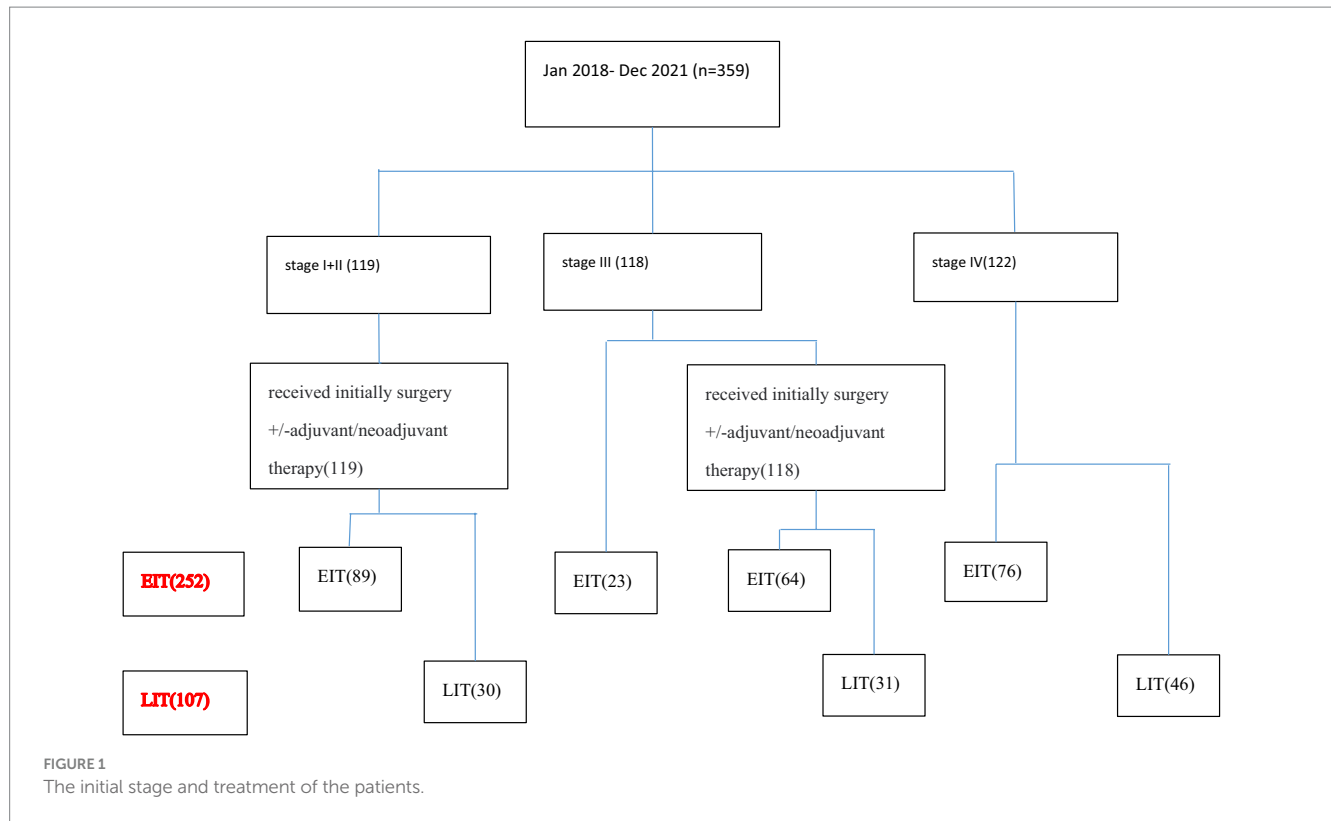 Jan 2018- Dec 2021 (n=359)
stage I+II (119)
stage III (118)
stage IV(122)
received initially surgery
+/-adjuvant/neoadjuvant
therapy(119)
received initially surgery
+/-adjuvant/neoadjuvant
therapy(118)
EIT(252)
EIT(89)
EIT(23)
EIT(64)
EIT(76)
LIT(107)
LIT(30)
LIT(31)
LIT(46)
FIGURE 1
The initial stage and treatment of the patients.